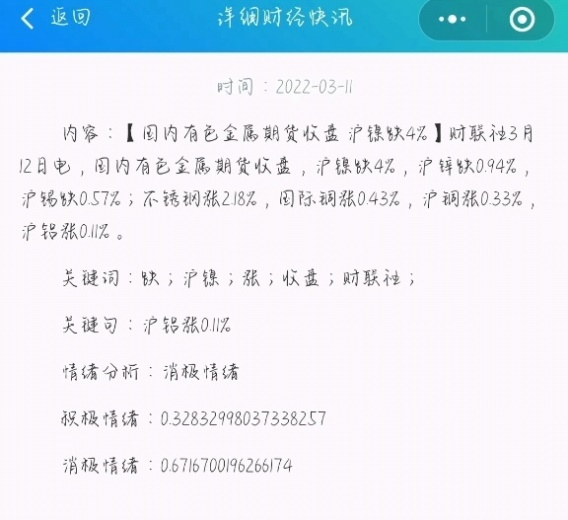 返回 详细财经快讯
时间：2022-03-11
内容：【国内有色金属期货收盘 沪镍跌4%】财联社3月
12日电，国内有色金属期货收盘，沪镍跌4%，沪锌跌0.94%，
沪锡跌0.57%；不锈钢涨2.18%，国际铜涨0.43%，沪铜涨0.33%，
沪铝涨0.11%。
关键词：跌；沪镍；涨；收盘；财联社；
关键句：沪铝涨0.11%
情绪分析：消极情绪
积极情绪：0.32832998037338257
消极情绪：0.6716700196266174